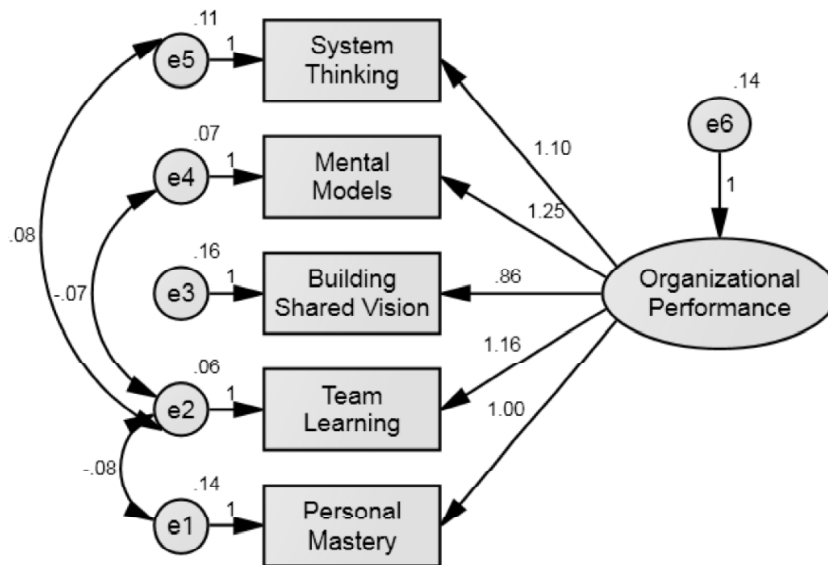 .11
e5
1
System
Thinking
.14
e6
1
.07
e4
1
Mental
Models
1.10
1.25
.08
-.07
.16
e3
1
Building
Shared Vision
.86
Organizational
Performance
.06
e2
1
Team
Learning
1.16
1.00
-.08
.14
e1
1
Personal
Mastery